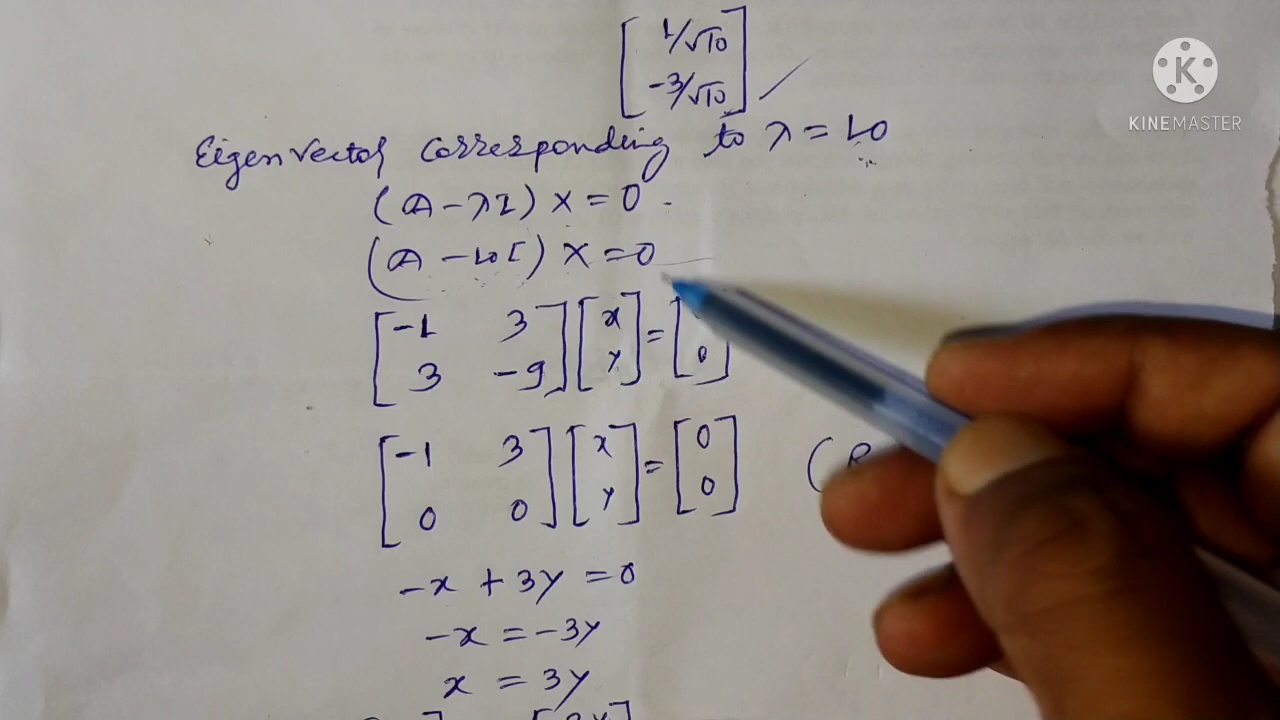 [1/√10
-3/√10]
K
KINEMASTER
Eigenvector corresponding to λ = 10
(A - λI) X = 0
(A - 10I) X = 0
[-1 3] [x] = [
[3 -9] [y] = [0]
[-1 3] [x] = [0]
[0 0] [y] = [0] (R
-x + 3y = 0
-x = -3y
x = 3y